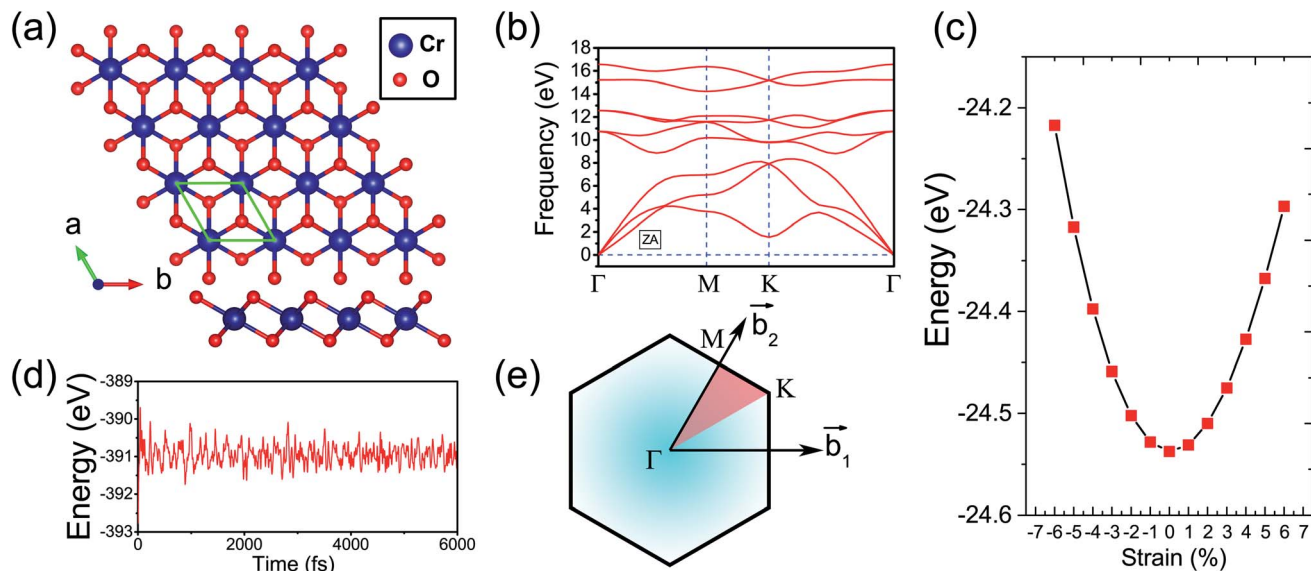 (a)
Cr
O
a
b
(b)
Frequency (eV)
18
16
14
12
10
8
6
4
2
0
ZA
Γ M K Γ
(c)
Energy (eV)
-24.2
-24.3
-24.4
-24.5
-24.6
-7 -6 -5 -4 -3 -2 -1 0 1 2 3 4 5 6 7
Strain (%)
(d)
Energy (eV)
-389
-390
-391
-392
-393
0 2000 4000 6000
Time (fs)
(e)
M
b₂
K
Γ
b₁